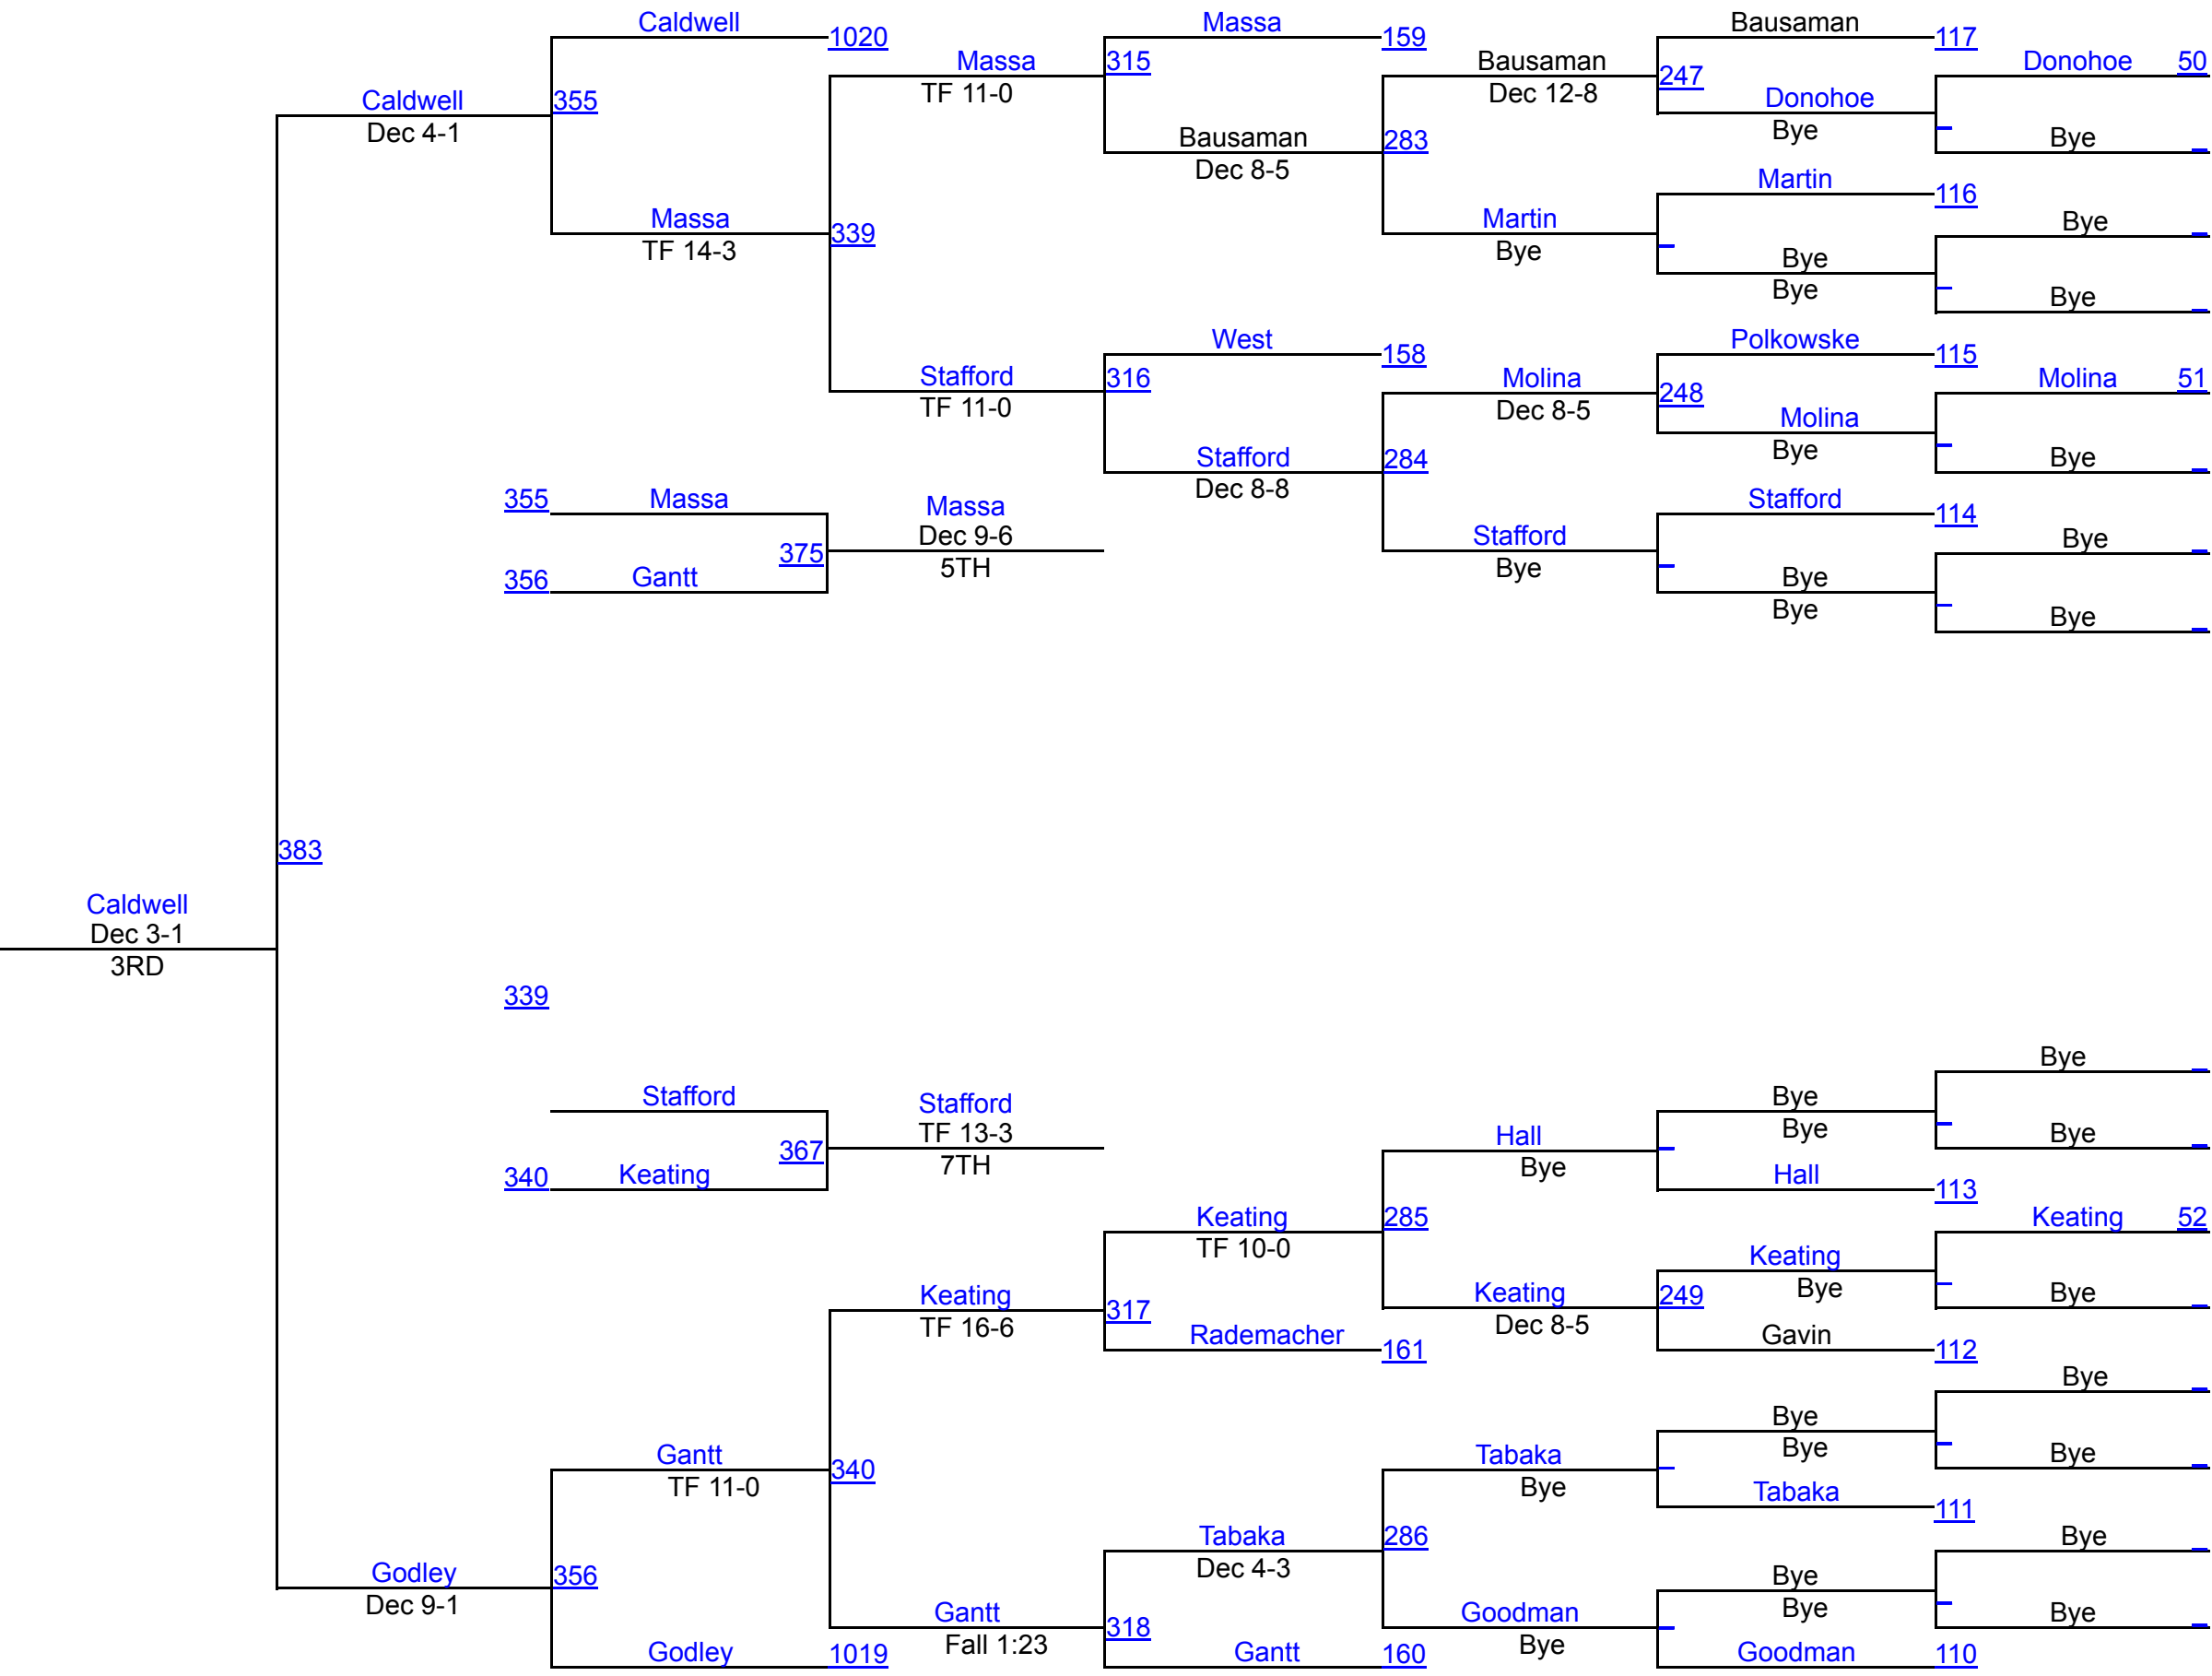 Caldwell
1020
Massa
159
Bausaman
117
Massa
TF 11-0
315
Bausaman
Dec 12-8
247
Donohoe
50
Caldwell
Dec 4-1
355
Donohoe
Bye
Bye
Bausaman
Dec 8-5
283
Martin
116
Massa
TF 14-3
339
Martin
Bye
Bye
Bye
Bye
Bye
West
158
Polkowske
115
Stafford
TF 11-0
316
Molina
Dec 8-5
248
Molina
51
Molina
Bye
Bye
Stafford
Dec 8-8
284
355
Massa
Massa
Dec 9-6
5TH
375
356
Gantt
Stafford
114
Stafford
Bye
Bye
Bye
Bye
Bye
383
Caldwell
Dec 3-1
3RD
339
Bye
Stafford
Stafford
TF 13-3
7TH
367
340
Keating
Hall
Bye
Bye
Bye
Bye
Hall
113
Keating
TF 10-0
285
Keating
52
Keating
Bye
Keating
TF 16-6
317
Keating
Dec 8-5
249
Bye
Rademacher
161
Gavin
112
Bye
Bye
Bye
Gantt
TF 11-0
340
Tabaka
Bye
Bye
Tabaka
111
Tabaka
Dec 4-3
286
Bye
Godley
Dec 9-1
356
Bye
Bye
Gantt
Fall 1:23
318
Goodman
Bye
Bye
Godley
1019
Gantt
160
Goodman
110